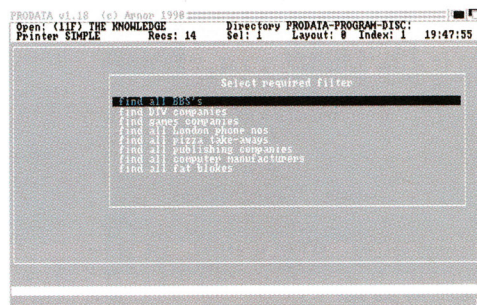 PRODATA v1.18 (c) Arnor 1990
Open: (11F) THE KNOWLEDGE Directory PRODATA-PROGRAM-DISC:
Printer SIMPLE Recs: 14 Sel: 1 Layout: 0 Index: 1 19:47:55
Select required filter
find all BBS's
find DIY companies
find games companies
find all London phone nos
find all pizza take-aways
find all publishing companies
find all computer manufacturers
find all fat blokes